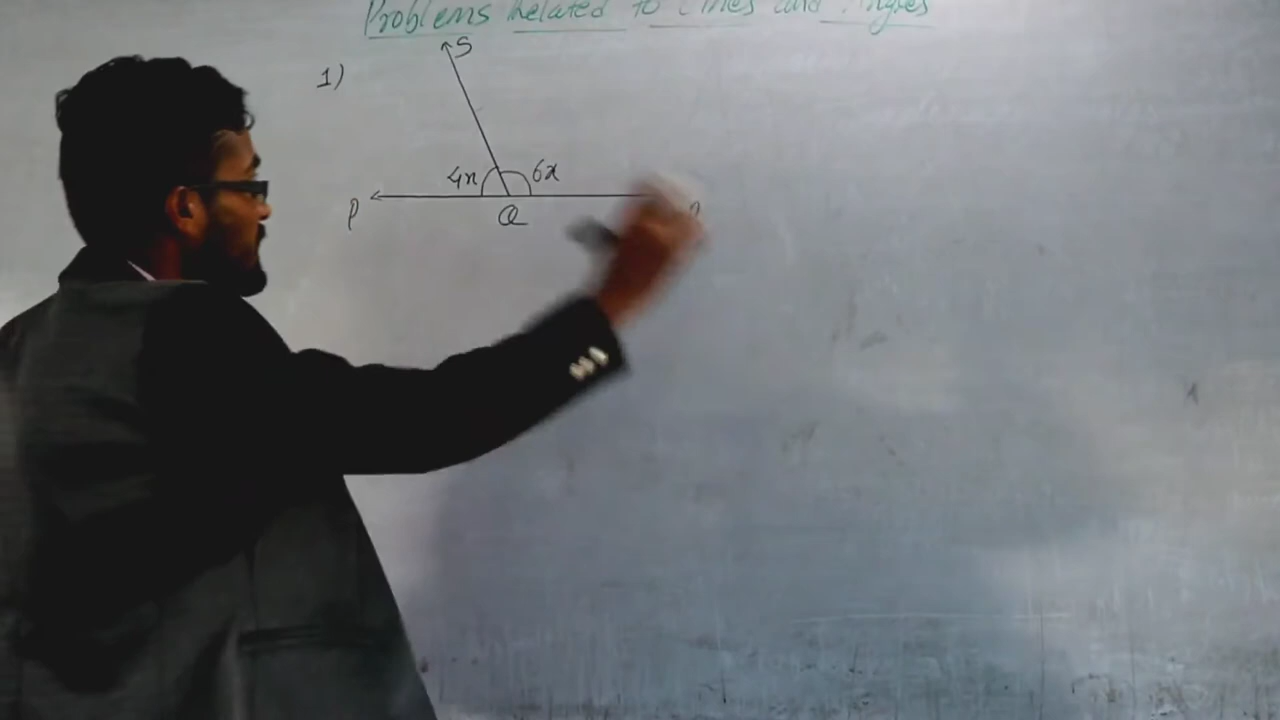 Problems Related to Lines and Angles
1)
S
4x 6x
P Q